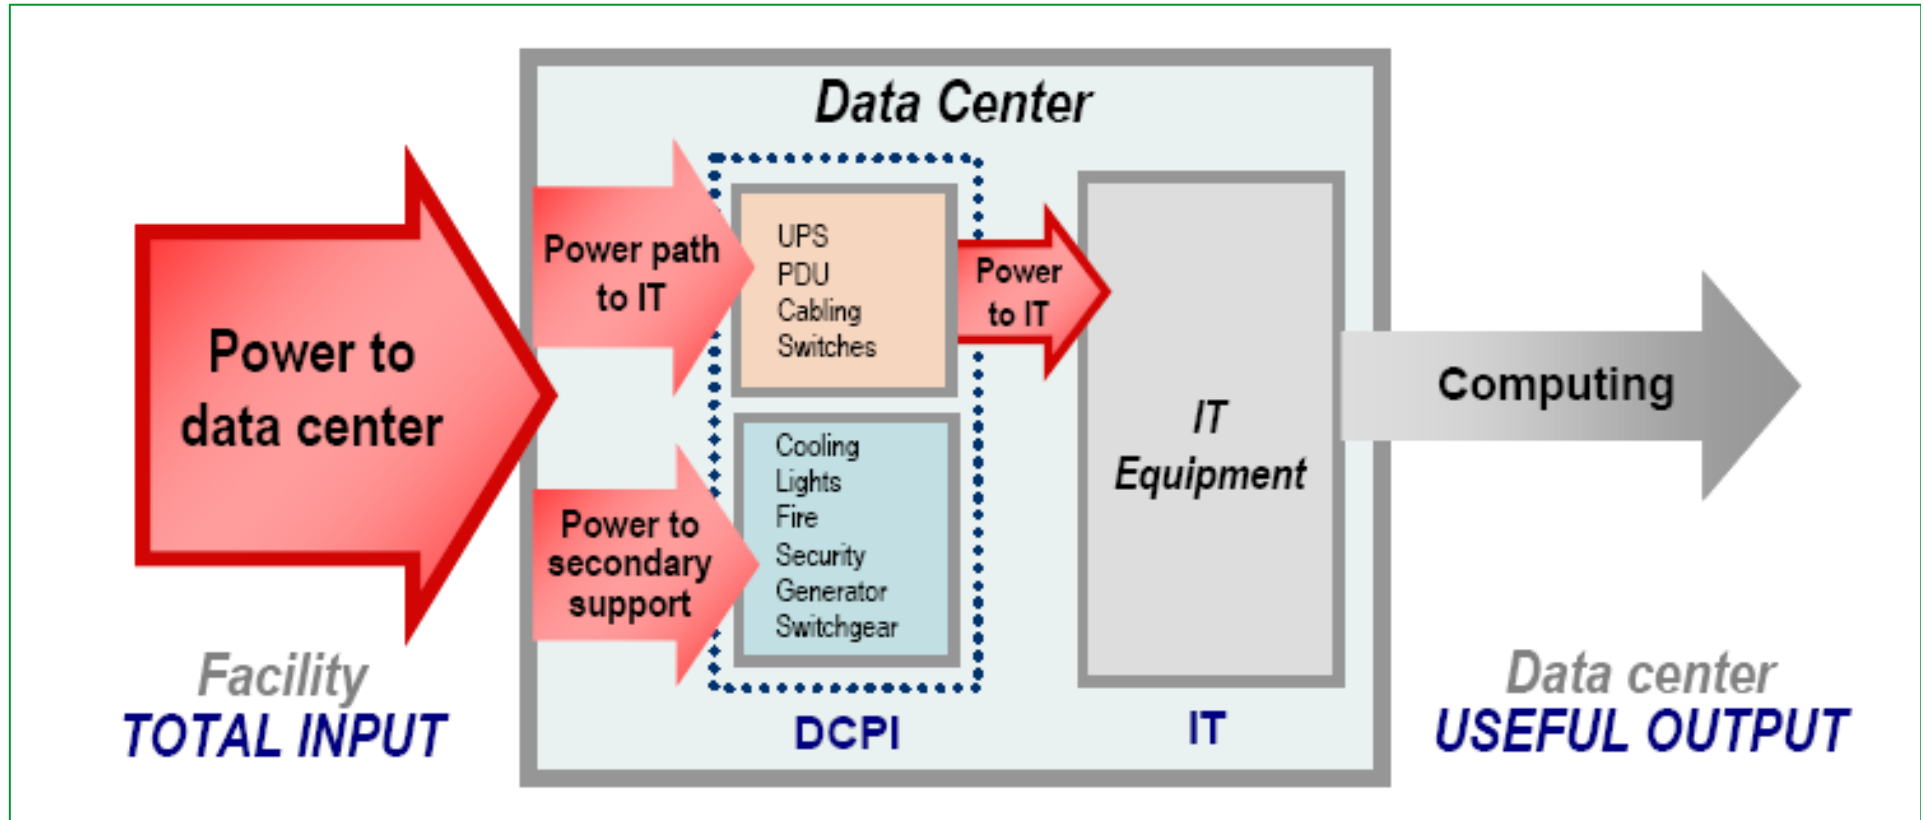 Data Center
Power to
data center
Facility
TOTAL INPUT
Power path
to IT
Power to
secondary
support
UPS
PDU
Cabling
Switches
Cooling
Lights
Fire
Security
Generator
Switchgear
DCPI
Power
to IT
IT
Equipment
IT
Computing
Data center
USEFUL OUTPUT